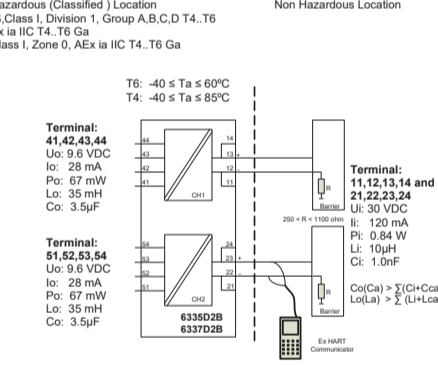 azardous (Classified ) Location
Non Hazardous Location
,Class I, Division 1, Group A,B,C,D T4..T6
x ia IIC T4..T6 Ga
lass I, Zone 0, AEx ia IIC T4..T6 Ga
T6: -40 ≤ Ta ≤ 60ºC
T4: -40 ≤ Ta ≤ 85ºC
Terminal:
41,42,43,44
Uo: 9.6 VDC
Io: 28 mA
Po: 67 mW
Lo: 35 mH
Co: 3.5µF
44
43
42
41
CH1
14
13 +
12 -
11
R
Barrier
250 < R < 1100 ohm
Terminal:
11,12,13,14 and
21,22,23,24
Ui: 30 VDC
Ii: 120 mA
Pi: 0.84 W
Li: 10µH
Ci: 1.0nF
Co(Ca) > ∑(Ci+Cca
Lo(La) > ∑ (Li+Lca
Terminal:
51,52,53,54
Uo: 9.6 VDC
Io: 28 mA
Po: 67 mW
Lo: 35 mH
Co: 3.5µF
54
53
52
51
CH2
24
23 +
22 -
21
R
Barrier
6335D2B
6337D2B
Ex HART
Communicator